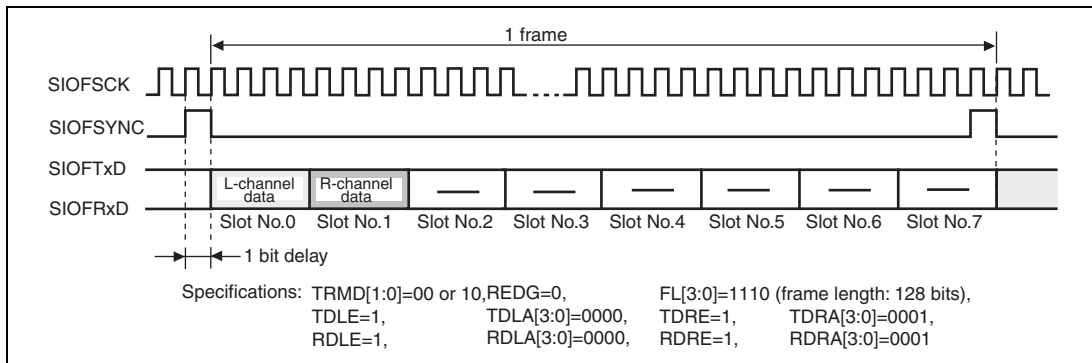 1 frame
SIOFSCK
SIOFSYNC
SIOFTxD
SIOFRxD
L-channel data
R-channel data
Slot No.0 Slot No.1 Slot No.2 Slot No.3 Slot No.4 Slot No.5 Slot No.6 Slot No.7
1 bit delay
Specifications: TRMD[1:0]=00 or 10, REDG=0, FL[3:0]=1110 (frame length: 128 bits),
TDLE=1, TDLA[3:0]=0000, TDRE=1, TDRA[3:0]=0001,
RDLE=1, RDLA[3:0]=0000, RDRE=1, RDRA[3:0]=0001